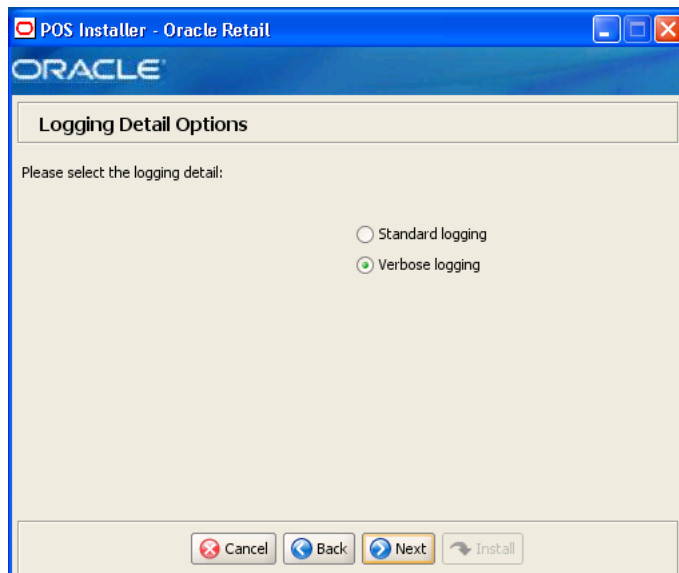 POS Installer - Oracle Retail
ORACLE
Logging Detail Options
Please select the logging detail:
Standard logging
Verbose logging
Cancel Back Next Install